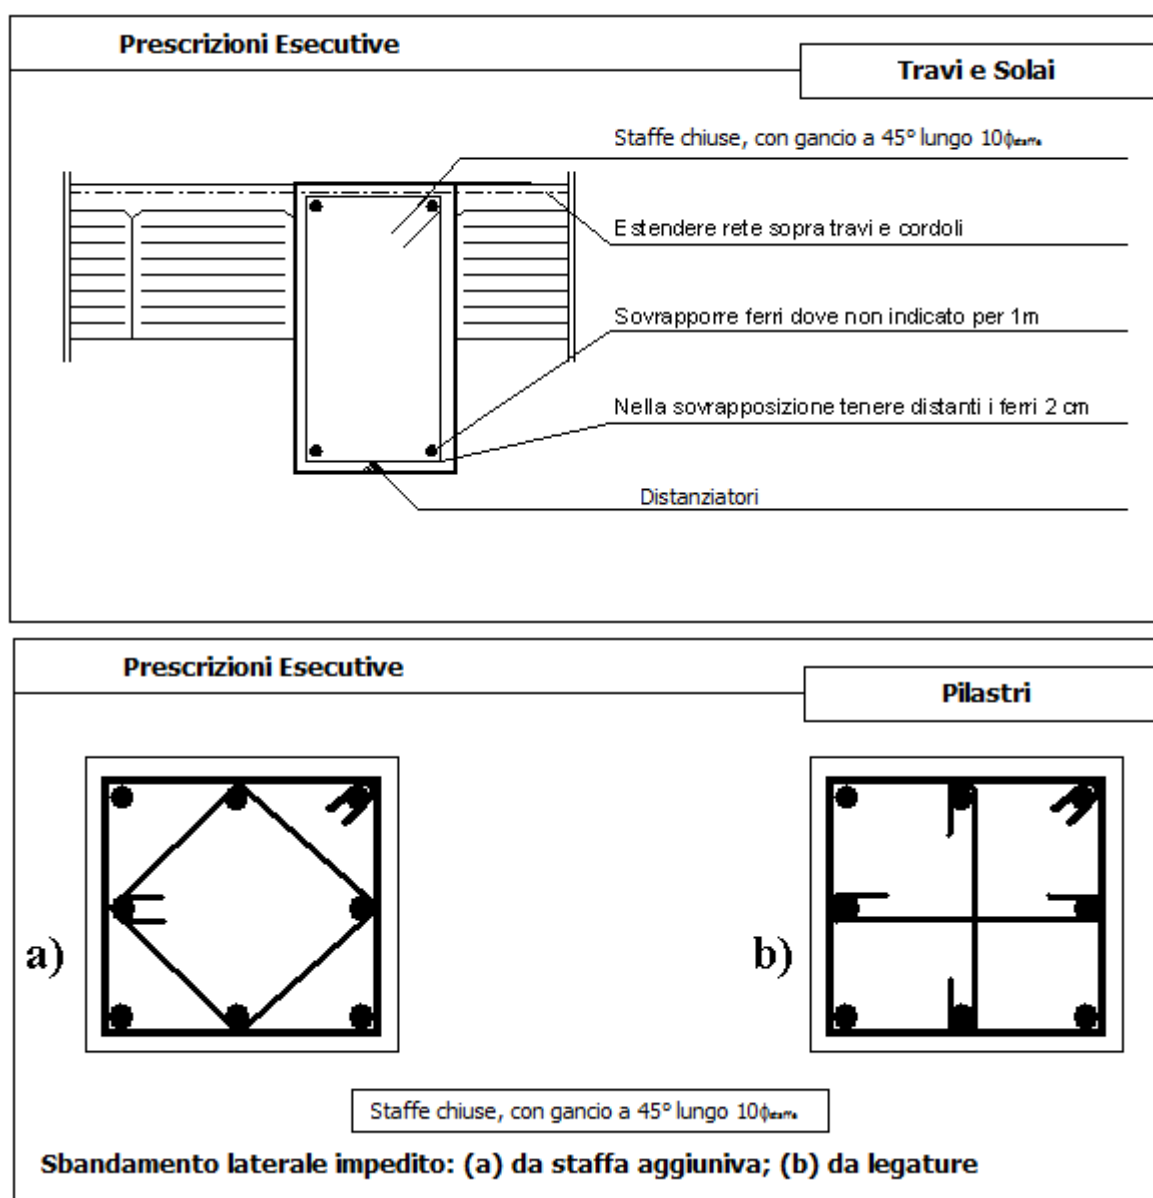 Prescrizioni Esecutive
Travi e Solai
Staffe chiuse, con gancio a 45° lungo 10ϕstaffa
Estendere rete sopra travi e cordoli
Sovrapporre ferri dove non indicato per 1m
Nella sovrapposizione tenere distanti i ferri 2 cm
Distanziatori
Prescrizioni Esecutive
Pilastri
a)
b)
Staffe chiuse, con gancio a 45° lungo 10ϕstaffa
Sbandamento laterale impedito: (a) da staffa aggiuniva; (b) da legature